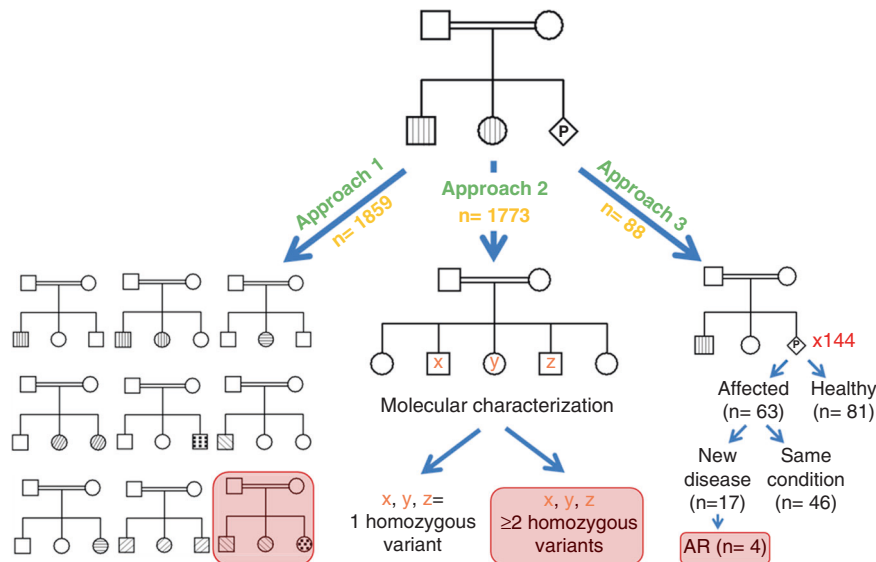 P
Approach 1
n= 1859
Approach 2
n= 1773
Approach 3
n= 88
x
y
z
Molecular characterization
x, y, z=
1 homozygous
variant
x, y, z
≥2 homozygous
variants
P
x144
Affected
(n= 63)
Healthy
(n= 81)
New
disease
(n=17)
Same
condition
(n= 46)
AR (n= 4)